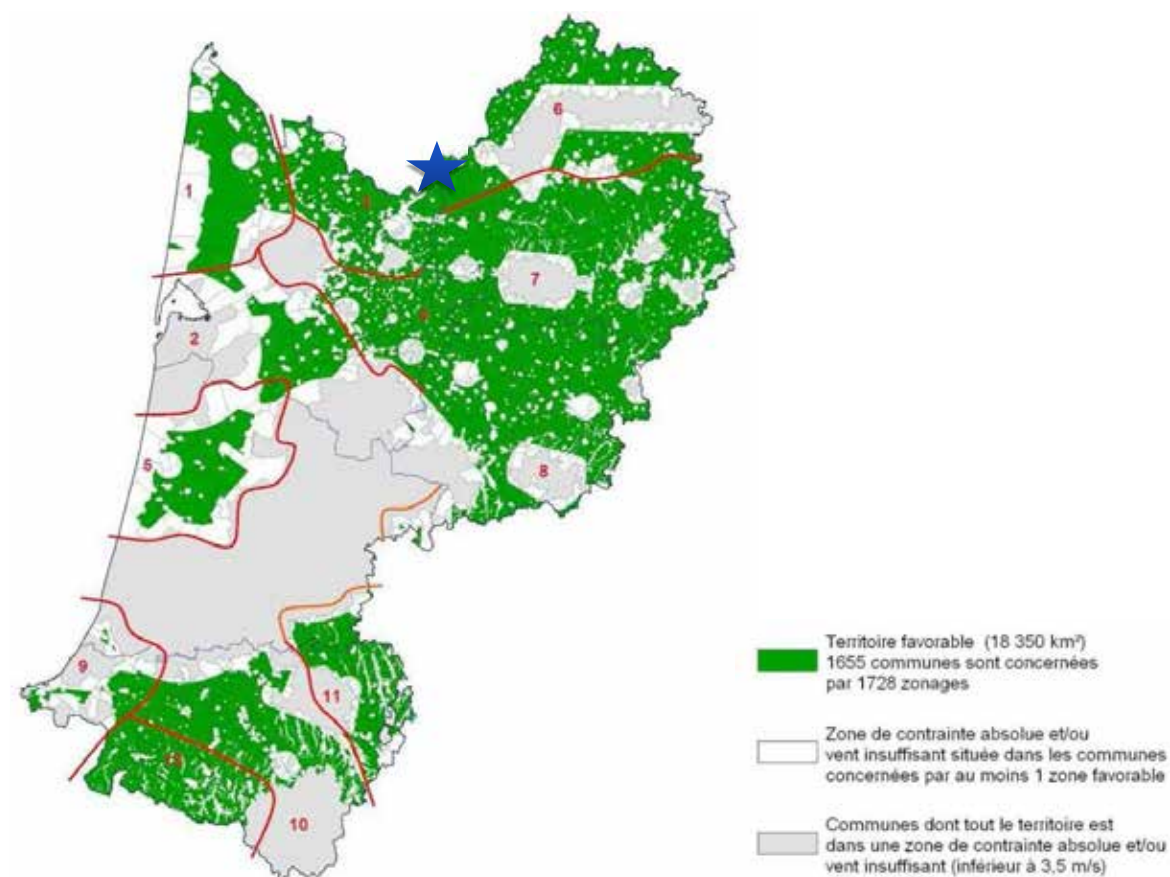 6
1
7
2
5
8
9
11
10
Territoire favorable (18 350 km²)
1655 communes sont concernées
par 1728 zonages
Zone de contrainte absolue et/ou
vent insuffisant située dans les communes
concernées par au moins 1 zone favorable
Communes dont tout le territoire est
dans une zone de contrainte absolue et/ou
vent insuffisant (inférieur à 3,5 m/s)